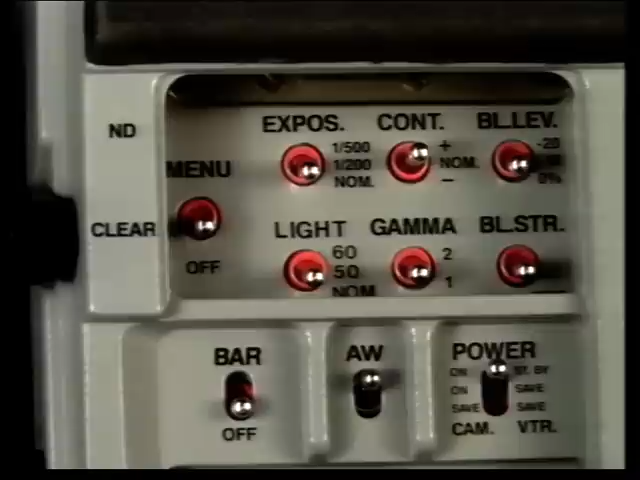 ND
CLEAR
MENU
OFF
EXPOS.
1/500
1/200
NOM.
CONT.
+
NOM.
−
BL.LEV.
-20
0%
LIGHT
60
50
NOM
GAMMA
2
1
BL.STR.
BAR
OFF
AW
POWER
ON ST. BY
ON SAVE
SAVE SAVE
CAM. VTR.